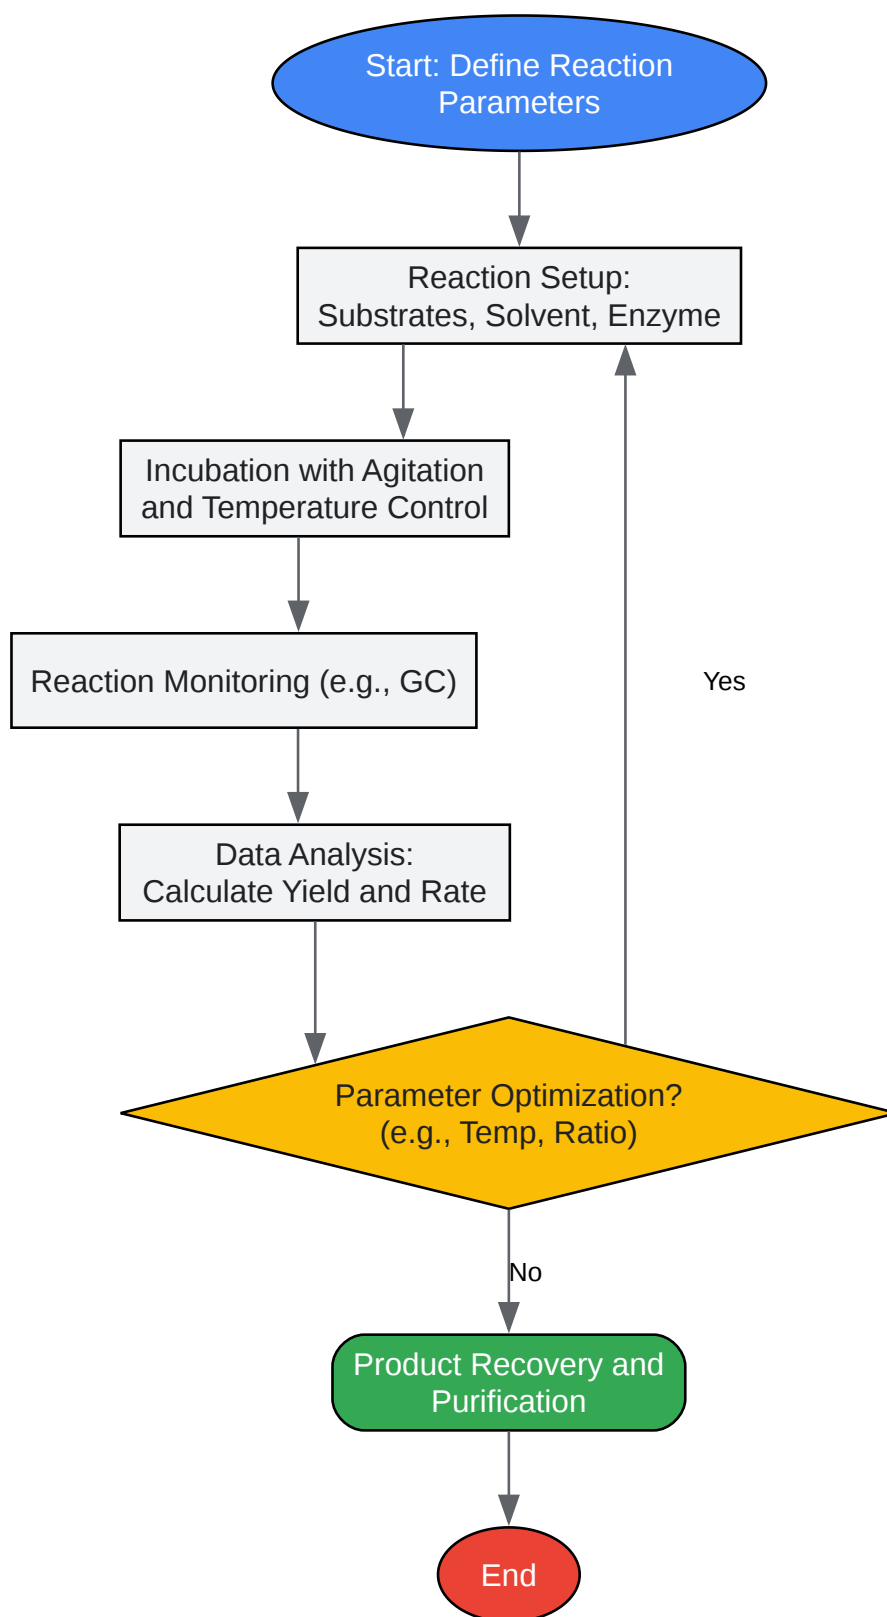 Start: Define Reaction
Parameters
Reaction Setup:
Substrates, Solvent, Enzyme
Incubation with Agitation
and Temperature Control
Reaction Monitoring (e.g., GC)
Yes
Data Analysis:
Calculate Yield and Rate
Parameter Optimization?
(e.g., Temp, Ratio)
No
Product Recovery and
Purification
End